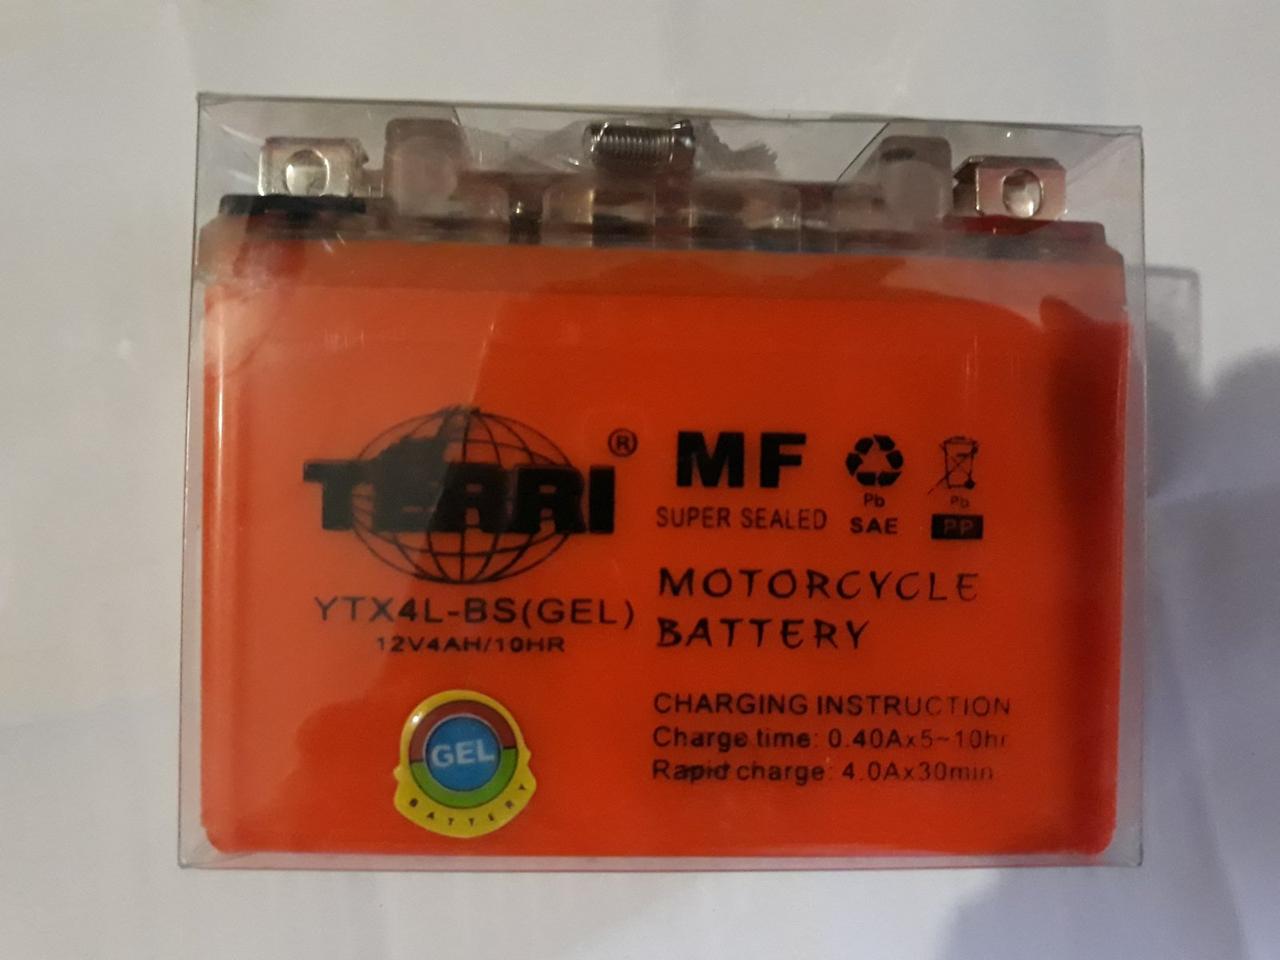 TERRI ®
YTX4L-BS(GEL)
12V4AH/10HR
GEL
BATTERY
MF
SUPER SEALED
Pb
SAE
Pb
PP
MOTORCYCLE
BATTERY
CHARGING INSTRUCTION
Charge time: 0.40Ax5~10hr
Rapid charge: 4.0Ax30min